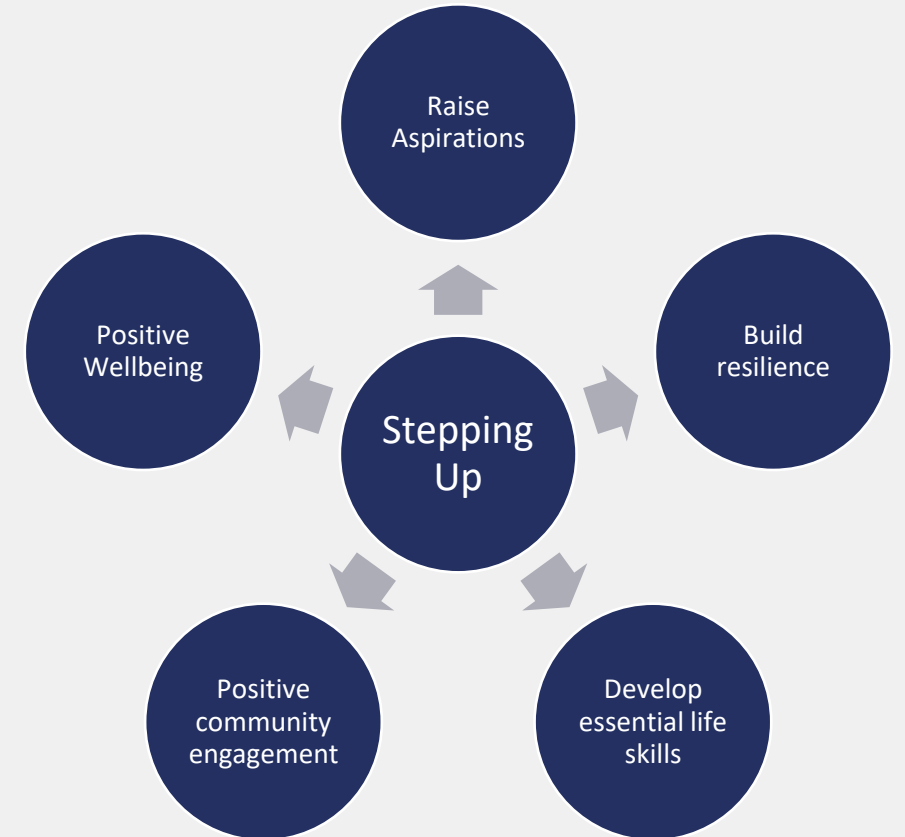 Raise
Aspirations
Positive
Wellbeing
Build
resilience
Stepping
Up
Positive
community
engagement
Develop
essential life
skills